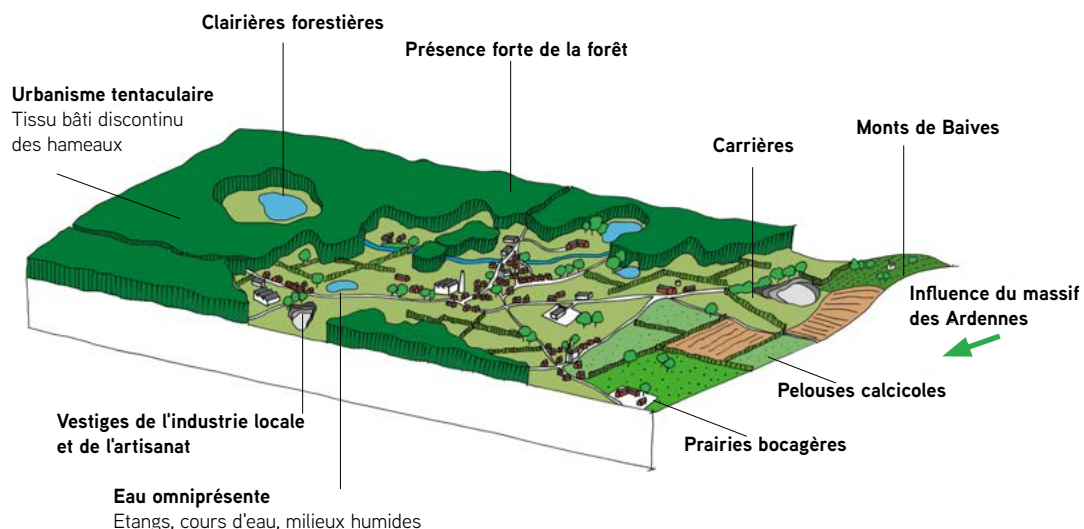 Clairières forestières
Présence forte de la forêt
Urbanisme tentaculaire
Tissu bâti discontinu
des hameaux
Monts de Baives
Carrières
Influence du massif
des Ardennes
Pelouses calcicoles
Vestiges de l'industrie locale
et de l'artisanat
Prairies bocagères
Eau omniprésente
Etangs, cours d'eau, milieux humides